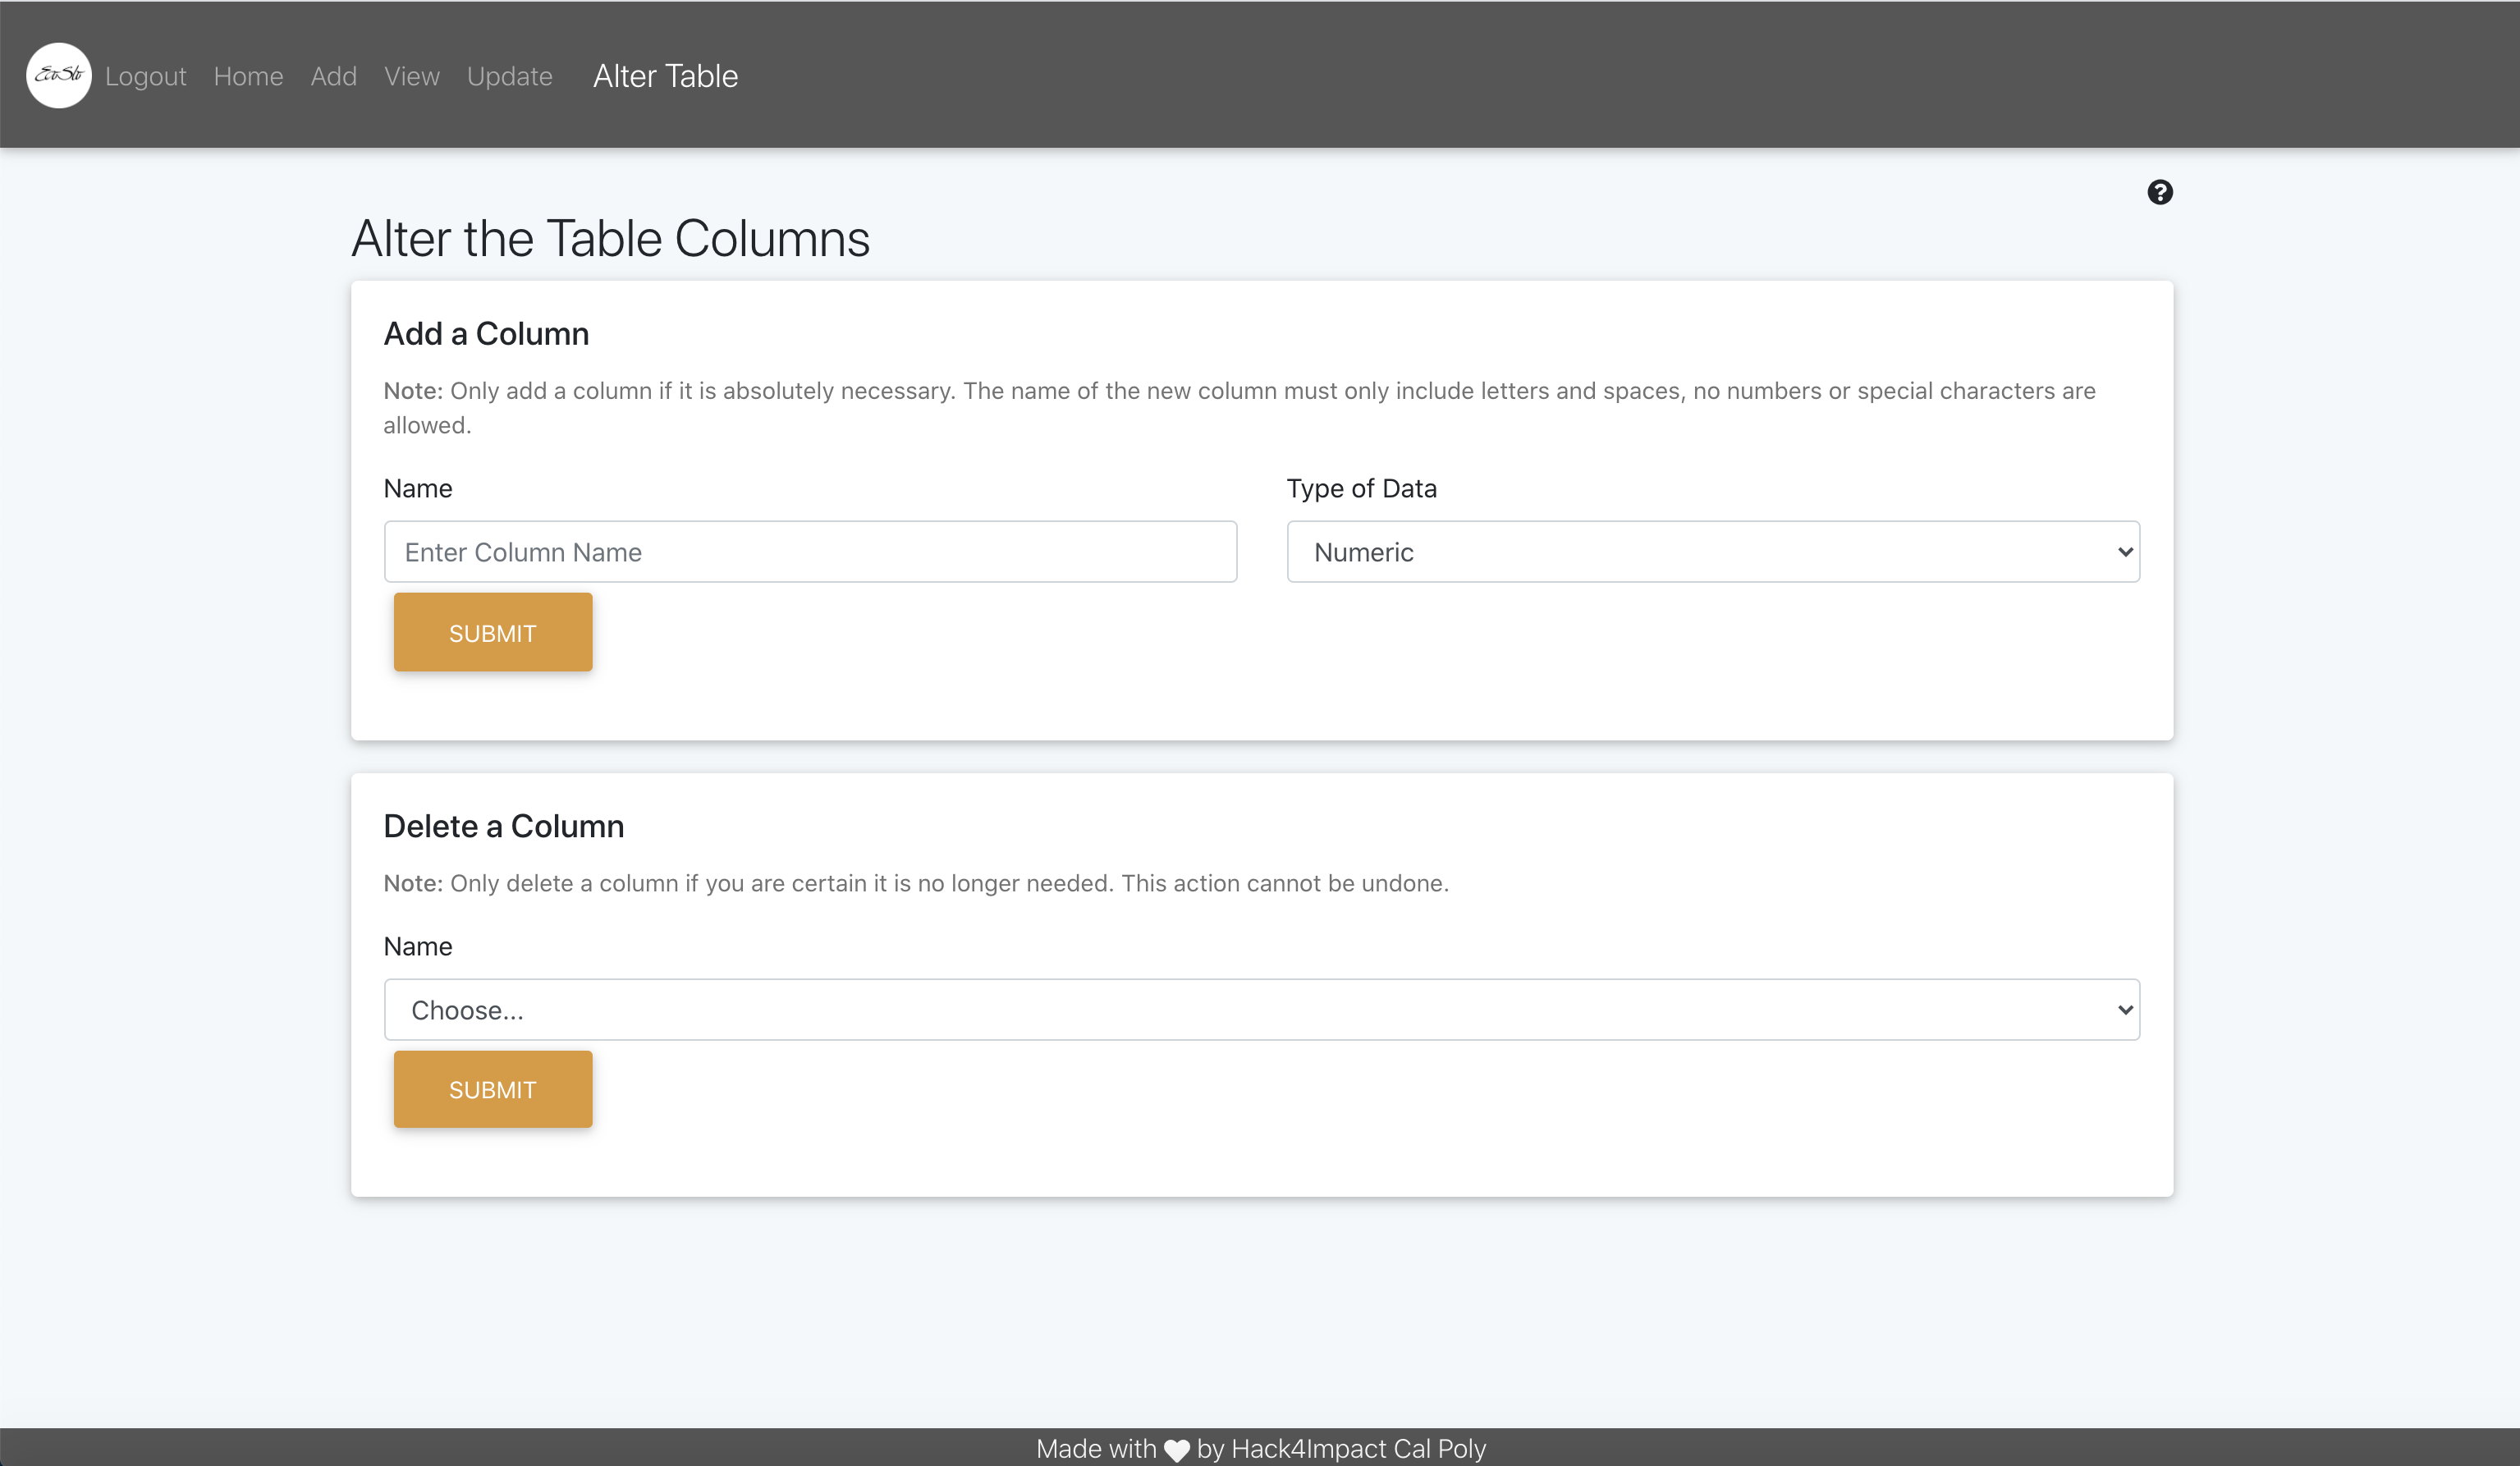 EcoSlo
Logout Home Add View Update Alter Table
Alter the Table Columns
Add a Column
Note: Only add a column if it is absolutely necessary. The name of the new column must only include letters and spaces, no numbers or special characters are
allowed.
Name Type of Data
Enter Column Name Numeric
SUBMIT
Delete a Column
Note: Only delete a column if you are certain it is no longer needed. This action cannot be undone.
Name
Choose...
SUBMIT
Made with by Hack4Impact Cal Poly